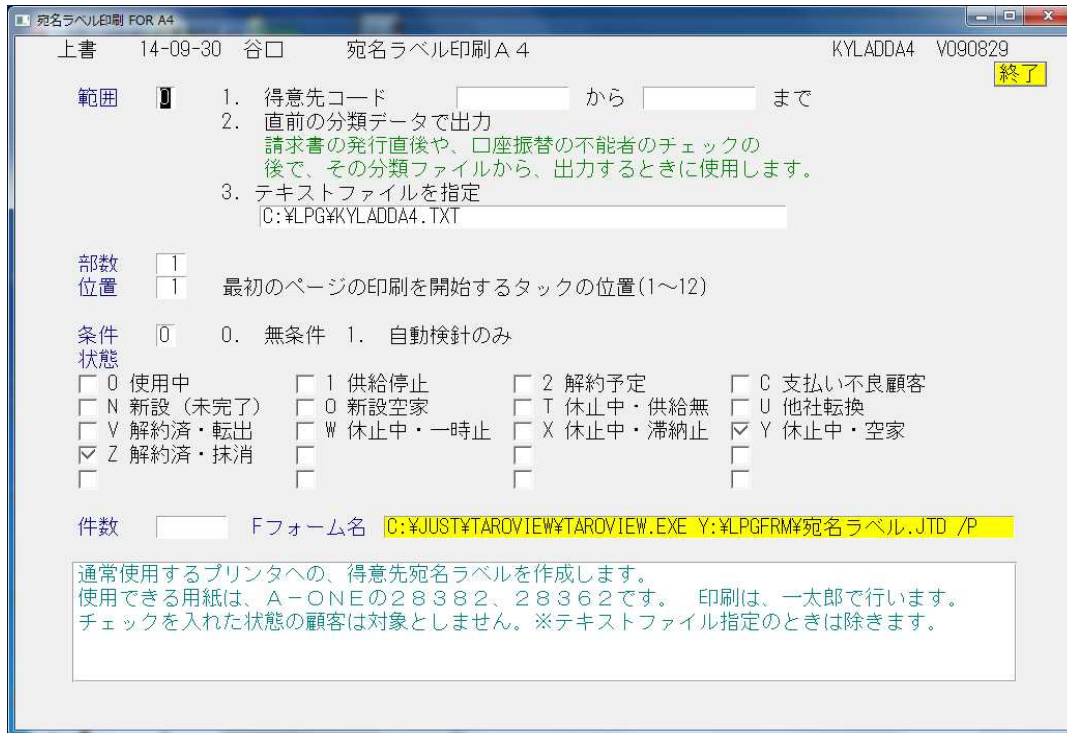 宛名ラベル印刷 FOR A4
上書 14-09-30 谷口 宛名ラベル印刷A4 KYLADDA4 V090829
終了
範囲 0 1. 得意先コード から まで
2. 直前の分類データで出力
請求書の発行直後や、口座振替の不能者のチェックの
後で、その分類ファイルから、出力するときに使用します。
3. テキストファイルを指定
C:¥LPG¥KYLADDA4.TXT
部数 1
位置 1 最初のページの印刷を開始するタックの位置(1～12)
条件 0 0. 無条件 1. 自動検針のみ
状態
0 使用中 1 供給停止 2 解約予定 C 支払い不良顧客
N 新設(未完了) O 新設空家 T 休止中・供給無 U 他社転換
V 解約済・転出 W 休止中・一時止 X 休止中・滞納止 Y 休止中・空家
Z 解約済・抹消
件数 Fフォーム名 C:¥JUST¥TAROVIEW¥TAROVIEW.EXE Y:¥LPGFRM¥宛名ラベル.JTD /P
通常使用するプリンタへの、得意先宛名ラベルを作成します。
使用できる用紙は、A－ONEの28382、28362です。 印刷は、一太郎で行います。
チェックを入れた状態の顧客は対象としません。※テキストファイル指定のときは除きます。